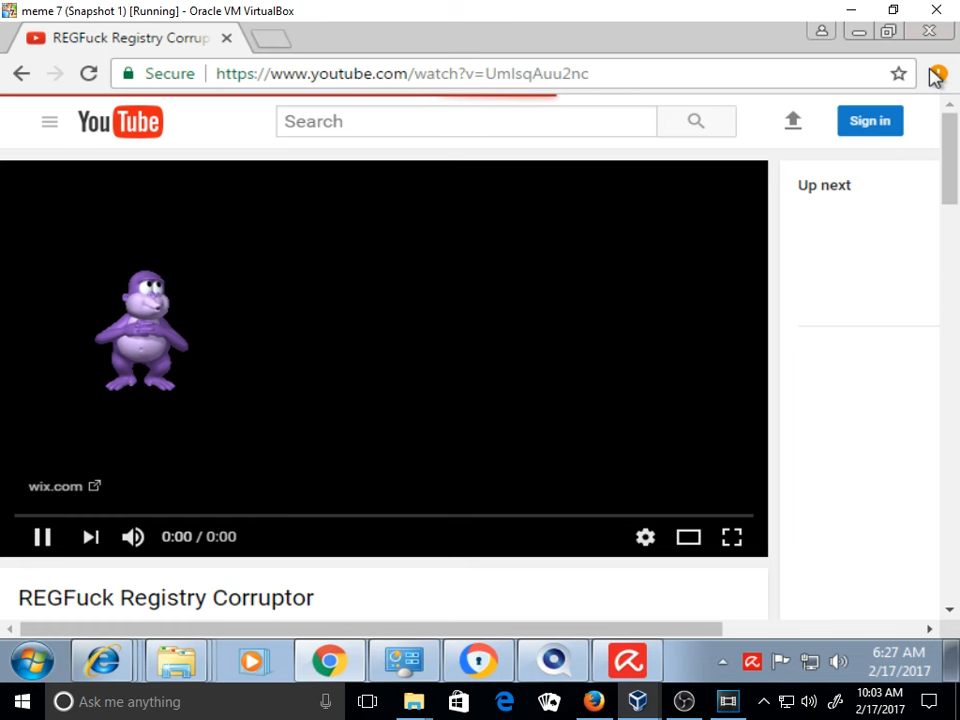 meme 7 (Snapshot 1) [Running] - Oracle VM VirtualBox
REGFuck Registry Corrup
Secure https://www.youtube.com/watch?v=UmIsqAuu2nc
YouTube
Search
Sign in
Up next
wix.com
0:00 / 0:00
REGFuck Registry Corruptor
6:27 AM
2/17/2017
Ask me anything
10:03 AM
2/17/2017